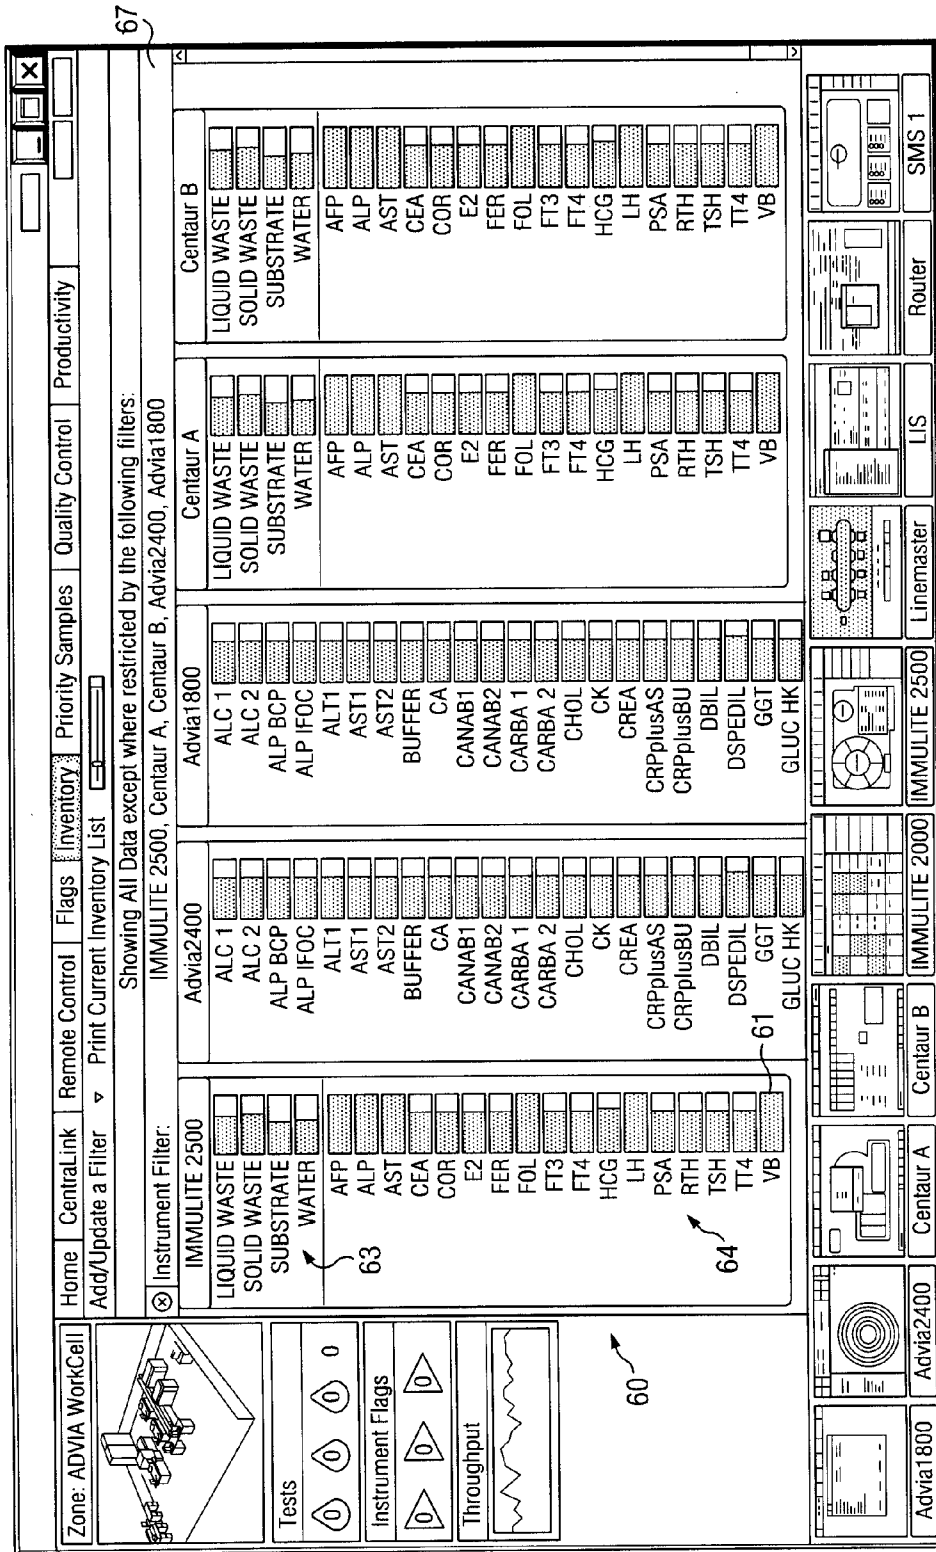 67
Home
CentraLink
Remote Control
Flags
Inventory
Priority Samples
Quality Control
Productivity
Add/Update a Filter
Print Current Inventory List
Showing All Data except where restricted by the following filters:
Instrument Filter:
IMMULITE 2500, Centaur A, Centaur B, Advia2400, Advia1800
Zone: ADVIA WorkCell
Tests
0 0 0 0
Instrument Flags
0 0 0
Throughput
60
IMMULITE 2500
LIQUID WASTE
SOLID WASTE
SUBSTRATE
WATER
63
AFP
ALP
AST
CEA
COR
E2
FER
FOL
FT3
FT4
HCG
LH
PSA
RTH
TSH
TT4
VB
64
61
Advia2400
ALC 1
ALC 2
ALP BCP
ALP IFOC
ALT1
AST1
AST2
BUFFER
CA
CANAB1
CANAB2
CARBA 1
CARBA 2
CHOL
CK
CREA
CRPplusAS
CRPplusBU
DBIL
DSPEDIL
GGT
GLUC HK
Advia1800
ALC 1
ALC 2
ALP BCP
ALP IFOC
ALT1
AST1
AST2
BUFFER
CA
CANAB1
CANAB2
CARBA 1
CARBA 2
CHOL
CK
CREA
CRPplusAS
CRPplusBU
DBIL
DSPEDIL
GGT
GLUC HK
Centaur A
LIQUID WASTE
SOLID WASTE
SUBSTRATE
WATER
AFP
ALP
AST
CEA
COR
E2
FER
FOL
FT3
FT4
HCG
LH
PSA
RTH
TSH
TT4
VB
Centaur B
LIQUID WASTE
SOLID WASTE
SUBSTRATE
WATER
AFP
ALP
AST
CEA
COR
E2
FER
FOL
FT3
FT4
HCG
LH
PSA
RTH
TSH
TT4
VB
Advia1800
Advia2400
Centaur A
Centaur B
IMMULITE 2000
IMMULITE 2500
Linemaster
LIS
Router
SMS 1